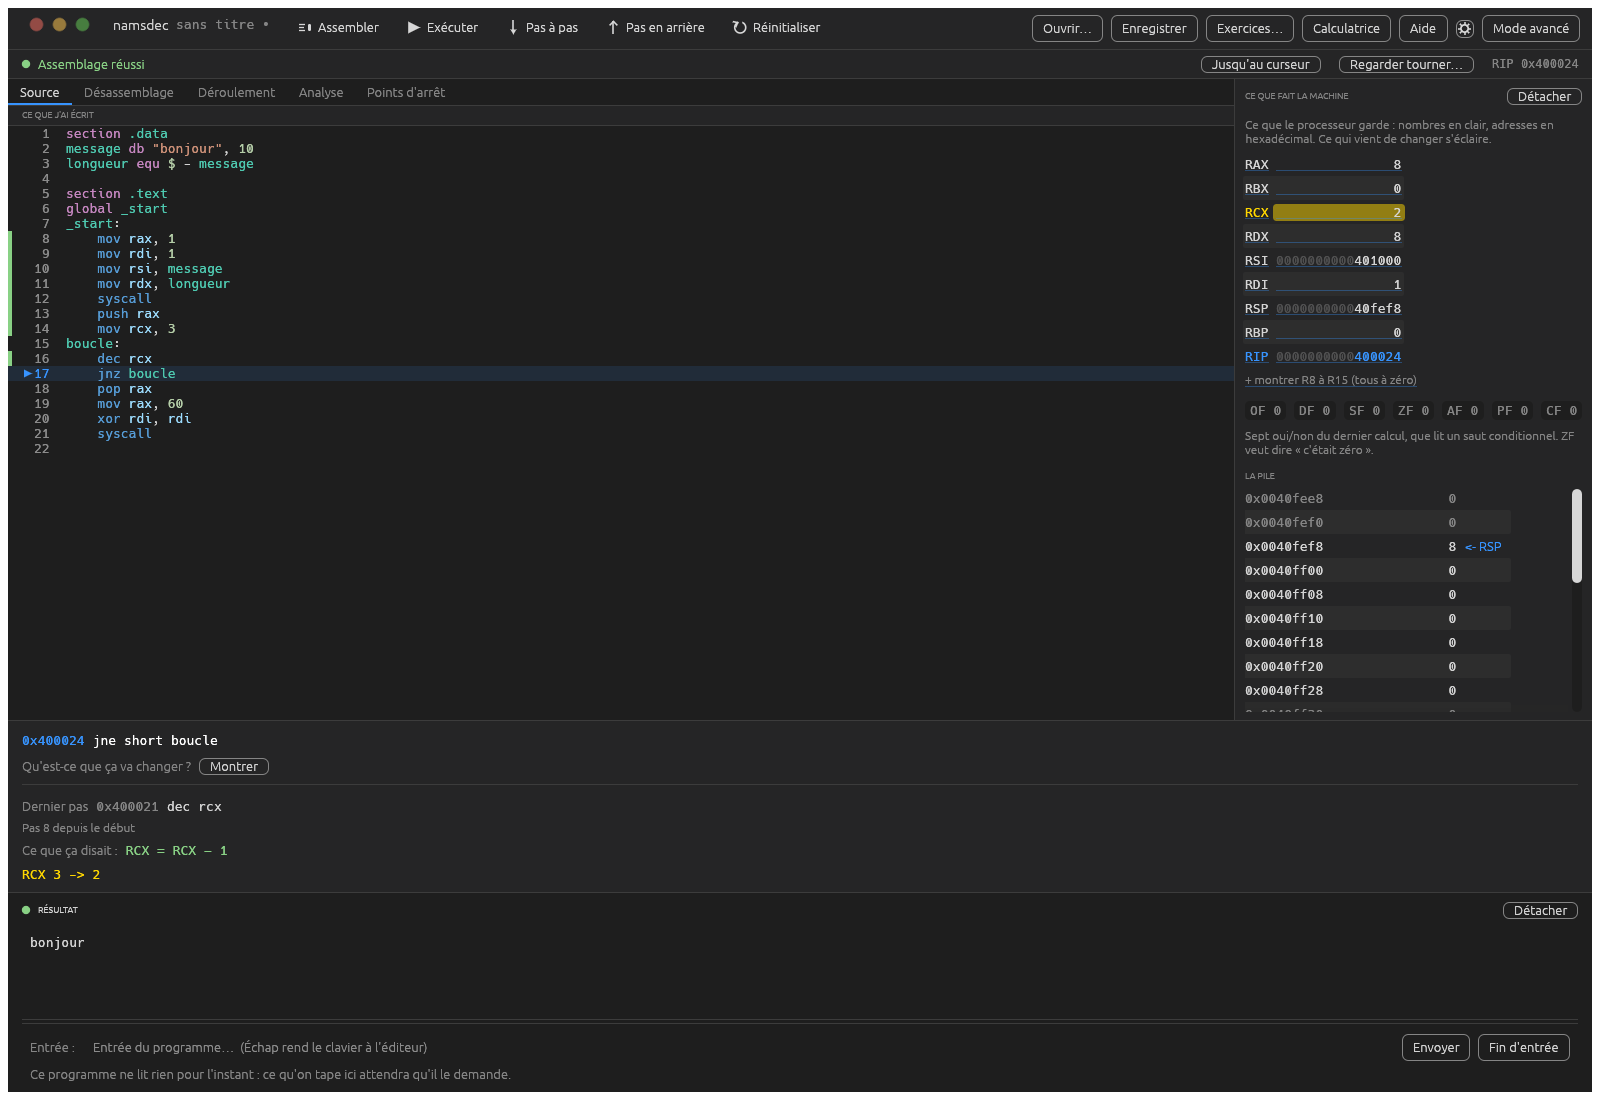 namsdec sans titre • Assembler Exécuter Pas à pas Pas en arrière Réinitialiser Ouvrir... Enregistrer Exercices... Calculatrice Aide Mode avancé
Assemblage réussi Jusqu'au curseur Regarder tourner... RIP 0x400024
Source Désassemblage Déroulement Analyse Points d'arrêt
CE QUE J'AI ÉCRIT
1 section .data
2 message db "bonjour", 10
3 longueur equ $ - message
4
5 section .text
6 global _start
7 _start:
8 mov rax, 1
9 mov rdi, 1
10 mov rsi, message
11 mov rdx, longueur
12 syscall
13 push rax
14 mov rcx, 3
15 boucle:
16 dec rcx
17 jnz boucle
18 pop rax
19 mov rax, 60
20 xor rdi, rdi
21 syscall
22
CE QUE FAIT LA MACHINE Détacher
Ce que le processeur garde : nombres en clair, adresses en
hexadécimal. Ce qui vient de changer s'éclaire.
RAX 8
RBX 0
RCX 2
RDX 8
RSI 0000000000401000
RDI 1
RSP 000000000040fef8
RBP 0
RIP 0000000000400024
+ montrer R8 à R15 (tous à zéro)
OF 0 DF 0 SF 0 ZF 0 AF 0 PF 0 CF 0
Sept oui/non du dernier calcul, que lit un saut conditionnel. ZF
veut dire « c'était zéro ».
LA PILE
0x0040fee8 0
0x0040fef0 0
0x0040fef8 8 <- RSP
0x0040ff00 0
0x0040ff08 0
0x0040ff10 0
0x0040ff18 0
0x0040ff20 0
0x0040ff28 0
0x400024 jne short boucle
Qu'est-ce que ça va changer ? Montrer
Dernier pas 0x400021 dec rcx
Pas 8 depuis le début
Ce que ça disait : RCX = RCX − 1
RCX 3 -> 2
RÉSULTAT Détacher
bonjour
Entrée : Entrée du programme... (Échap rend le clavier à l'éditeur) Envoyer Fin d'entrée
Ce programme ne lit rien pour l'instant : ce qu'on tape ici attendra qu'il le demande.